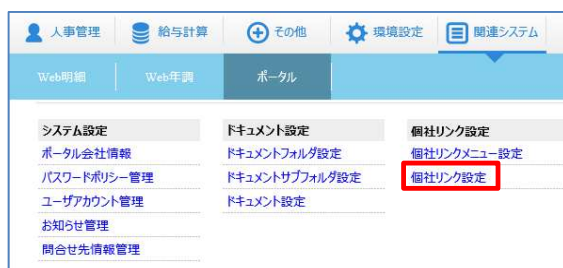 人事管理 給与計算 その他 環境設定 関連システム
Web明細 Web年調 ポータル
システム設定 ドキュメント設定 個社リンク設定
ポータル会社情報 ドキュメントフォルダ設定 個社リンクメニュー設定
パスワードポリシー管理 ドキュメントサブフォルダ設定 個社リンク設定
ユーザアカウント管理 ドキュメント設定
お知らせ管理
問合せ先情報管理